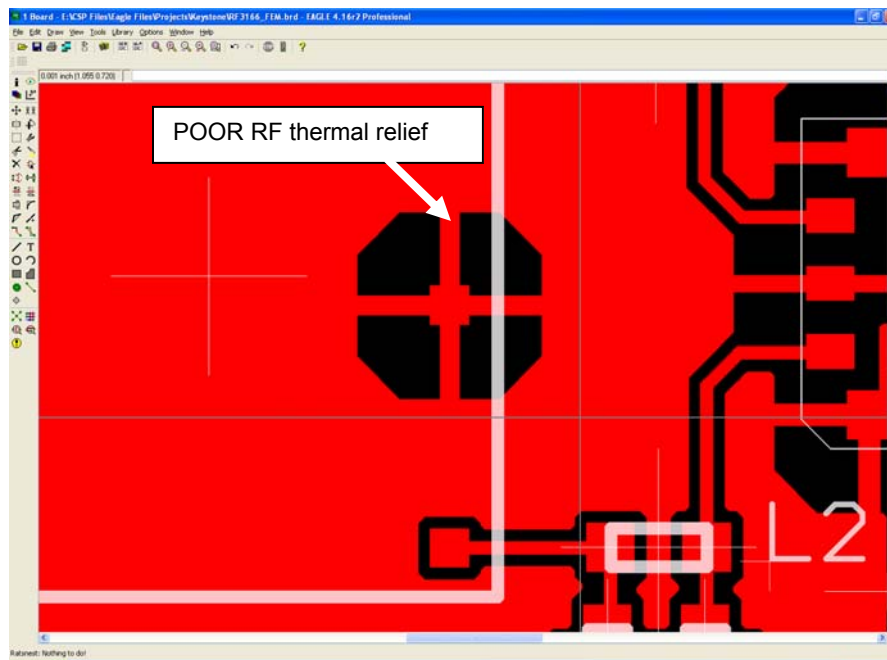 1 Board - E:\CSP Files\Eagle Files\Projects\Keystone\RF3166_FEM.brd - EAGLE 4.16r2 Professional
File Edit Draw View Tools Library Options Window Help
0.001 inch (1.055 0.720)
POOR RF thermal relief
L2
Ratsnest: Nothing to do!